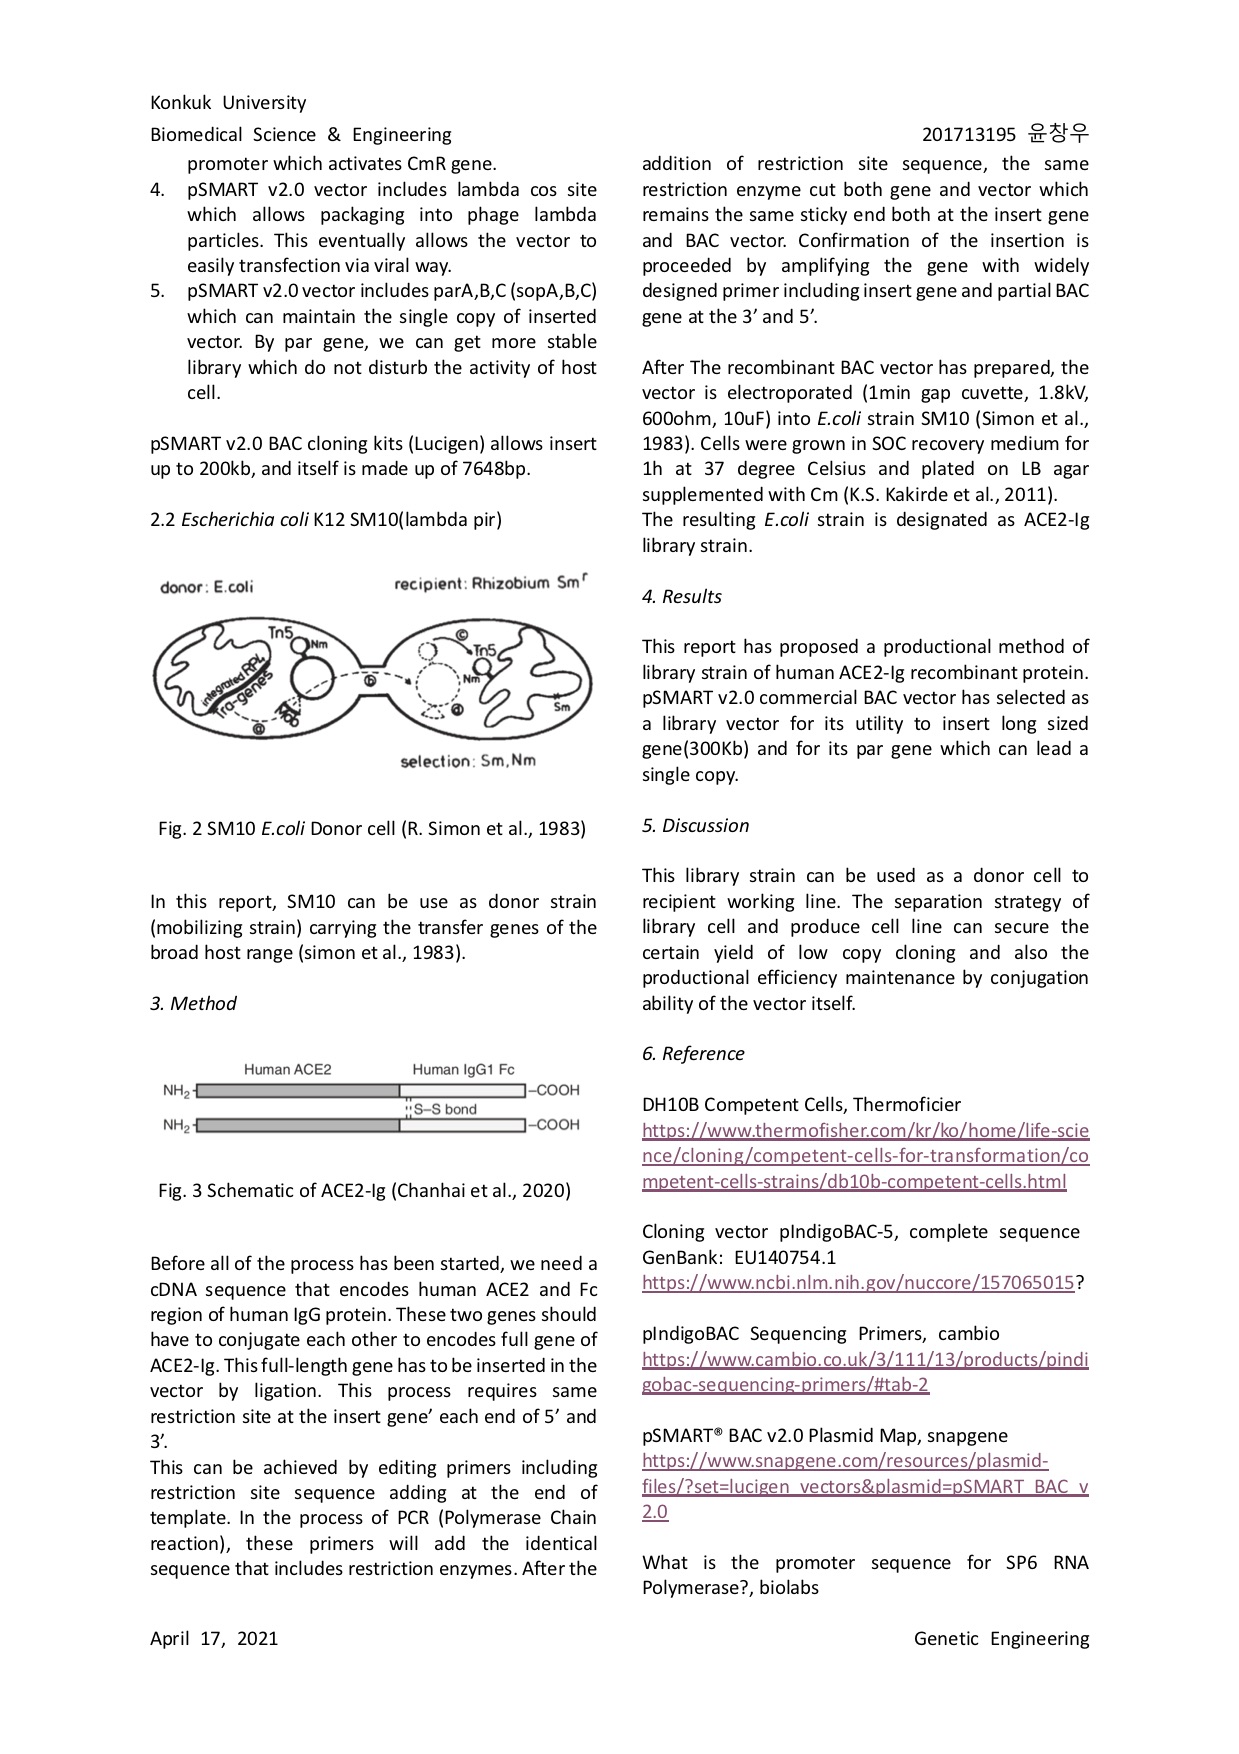 Konkuk University
Biomedical Science & Engineering 201713195 윤창우
promoter which activates CmR gene.
4. pSMART v2.0 vector includes lambda cos site
which allows packaging into phage lambda
particles. This eventually allows the vector to
easily transfection via viral way.
5. pSMART v2.0 vector includes parA,B,C (sopA,B,C)
which can maintain the single copy of inserted
vector. By par gene, we can get more stable
library which do not disturb the activity of host
cell.
pSMART v2.0 BAC cloning kits (Lucigen) allows insert
up to 200kb, and itself is made up of 7648bp.
2.2 Escherichia coli K12 SM10(lambda pir)
donor: E.coli
recipient: Rhizobium Sm r
Tn5
Nm
integrated RP4
Tra-genes
Mob
a
b
c
Tn5
Nm
d
Sm
selection: Sm, Nm
Fig. 2 SM10 E.coli Donor cell (R. Simon et al., 1983)
In this report, SM10 can be use as donor strain
(mobilizing strain) carrying the transfer genes of the
broad host range (simon et al., 1983).
3. Method
Human ACE2 Human IgG1 Fc
NH2 –COOH
S–S bond
NH2 –COOH
Fig. 3 Schematic of ACE2-Ig (Chanhai et al., 2020)
Before all of the process has been started, we need a
cDNA sequence that encodes human ACE2 and Fc
region of human IgG protein. These two genes should
have to conjugate each other to encodes full gene of
ACE2-Ig. This full-length gene has to be inserted in the
vector by ligation. This process requires same
restriction site at the insert gene’ each end of 5’ and
3’.
This can be achieved by editing primers including
restriction site sequence adding at the end of
template. In the process of PCR (Polymerase Chain
reaction), these primers will add the identical
sequence that includes restriction enzymes. After the
addition of restriction site sequence, the same
restriction enzyme cut both gene and vector which
remains the same sticky end both at the insert gene
and BAC vector. Confirmation of the insertion is
proceeded by amplifying the gene with widely
designed primer including insert gene and partial BAC
gene at the 3’ and 5’.
After The recombinant BAC vector has prepared, the
vector is electroporated (1min gap cuvette, 1.8kV,
600ohm, 10uF) into E.coli strain SM10 (Simon et al.,
1983). Cells were grown in SOC recovery medium for
1h at 37 degree Celsius and plated on LB agar
supplemented with Cm (K.S. Kakirde et al., 2011).
The resulting E.coli strain is designated as ACE2-Ig
library strain.
4. Results
This report has proposed a productional method of
library strain of human ACE2-Ig recombinant protein.
pSMART v2.0 commercial BAC vector has selected as
a library vector for its utility to insert long sized
gene(300Kb) and for its par gene which can lead a
single copy.
5. Discussion
This library strain can be used as a donor cell to
recipient working line. The separation strategy of
library cell and produce cell line can secure the
certain yield of low copy cloning and also the
productional efficiency maintenance by conjugation
ability of the vector itself.
6. Reference
DH10B Competent Cells, Thermoficier
https://www.thermofisher.com/kr/ko/home/life-scie
nce/cloning/competent-cells-for-transformation/co
mpetent-cells-strains/db10b-competent-cells.html
Cloning vector pIndigoBAC-5, complete sequence
GenBank: EU140754.1
https://www.ncbi.nlm.nih.gov/nuccore/157065015?
pIndigoBAC Sequencing Primers, cambio
https://www.cambio.co.uk/3/111/13/products/pindi
gobac-sequencing-primers/#tab-2
pSMART® BAC v2.0 Plasmid Map, snapgene
https://www.snapgene.com/resources/plasmid-
files/?set=lucigen_vectors&plasmid=pSMART_BAC_v
2.0
What is the promoter sequence for SP6 RNA
Polymerase?, biolabs
April 17, 2021 Genetic Engineering